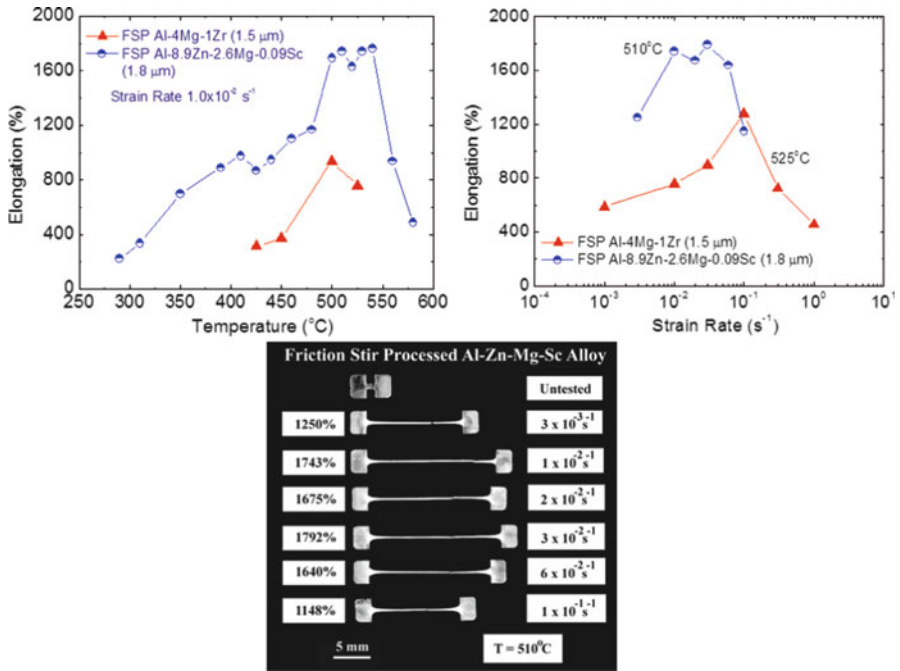 2000
1600
1200
800
400
0
Elongation (%)
FSP Al-4Mg-1Zr (1.5 µm)
FSP Al-8.9Zn-2.6Mg-0.09Sc
(1.8 µm)
Strain Rate 1.0x10⁻² s⁻¹
250 300 350 400 450 500 550 600
Temperature (°C)
2000
1600
1200
800
400
0
Elongation (%)
510°C
525°C
FSP Al-4Mg-1Zr (1.5 µm)
FSP Al-8.9Zn-2.6Mg-0.09Sc (1.8 µm)
10⁻⁴ 10⁻³ 10⁻² 10⁻¹ 10⁰ 10¹
Strain Rate (s⁻¹)
Friction Stir Processed Al-Zn-Mg-Sc Alloy
Untested
1250% 3 x 10⁻³ s⁻¹
1743% 1 x 10⁻² s⁻¹
1675% 2 x 10⁻² s⁻¹
1792% 3 x 10⁻² s⁻¹
1640% 6 x 10⁻² s⁻¹
1148% 1 x 10⁻¹ s⁻¹
5 mm
T = 510°C